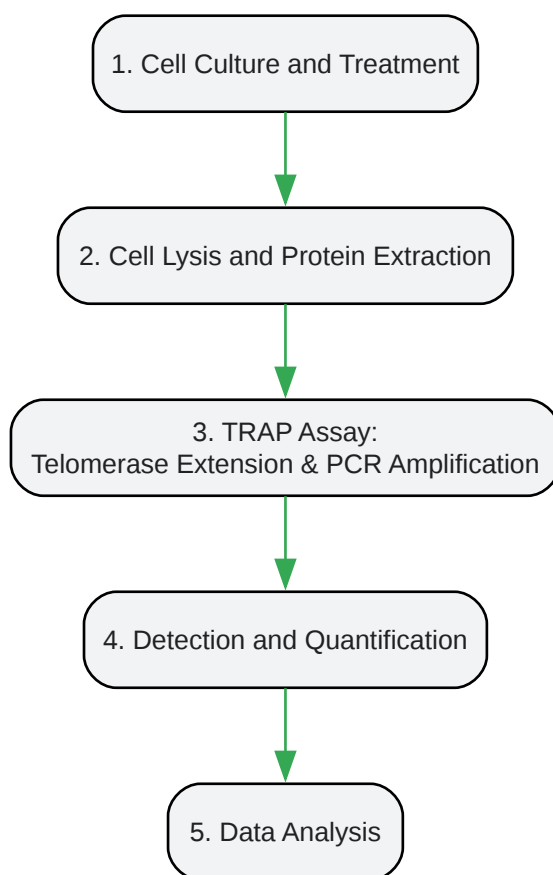 1. Cell Culture and Treatment
2. Cell Lysis and Protein Extraction
3. TRAP Assay:
Telomerase Extension & PCR Amplification
4. Detection and Quantification
5. Data Analysis